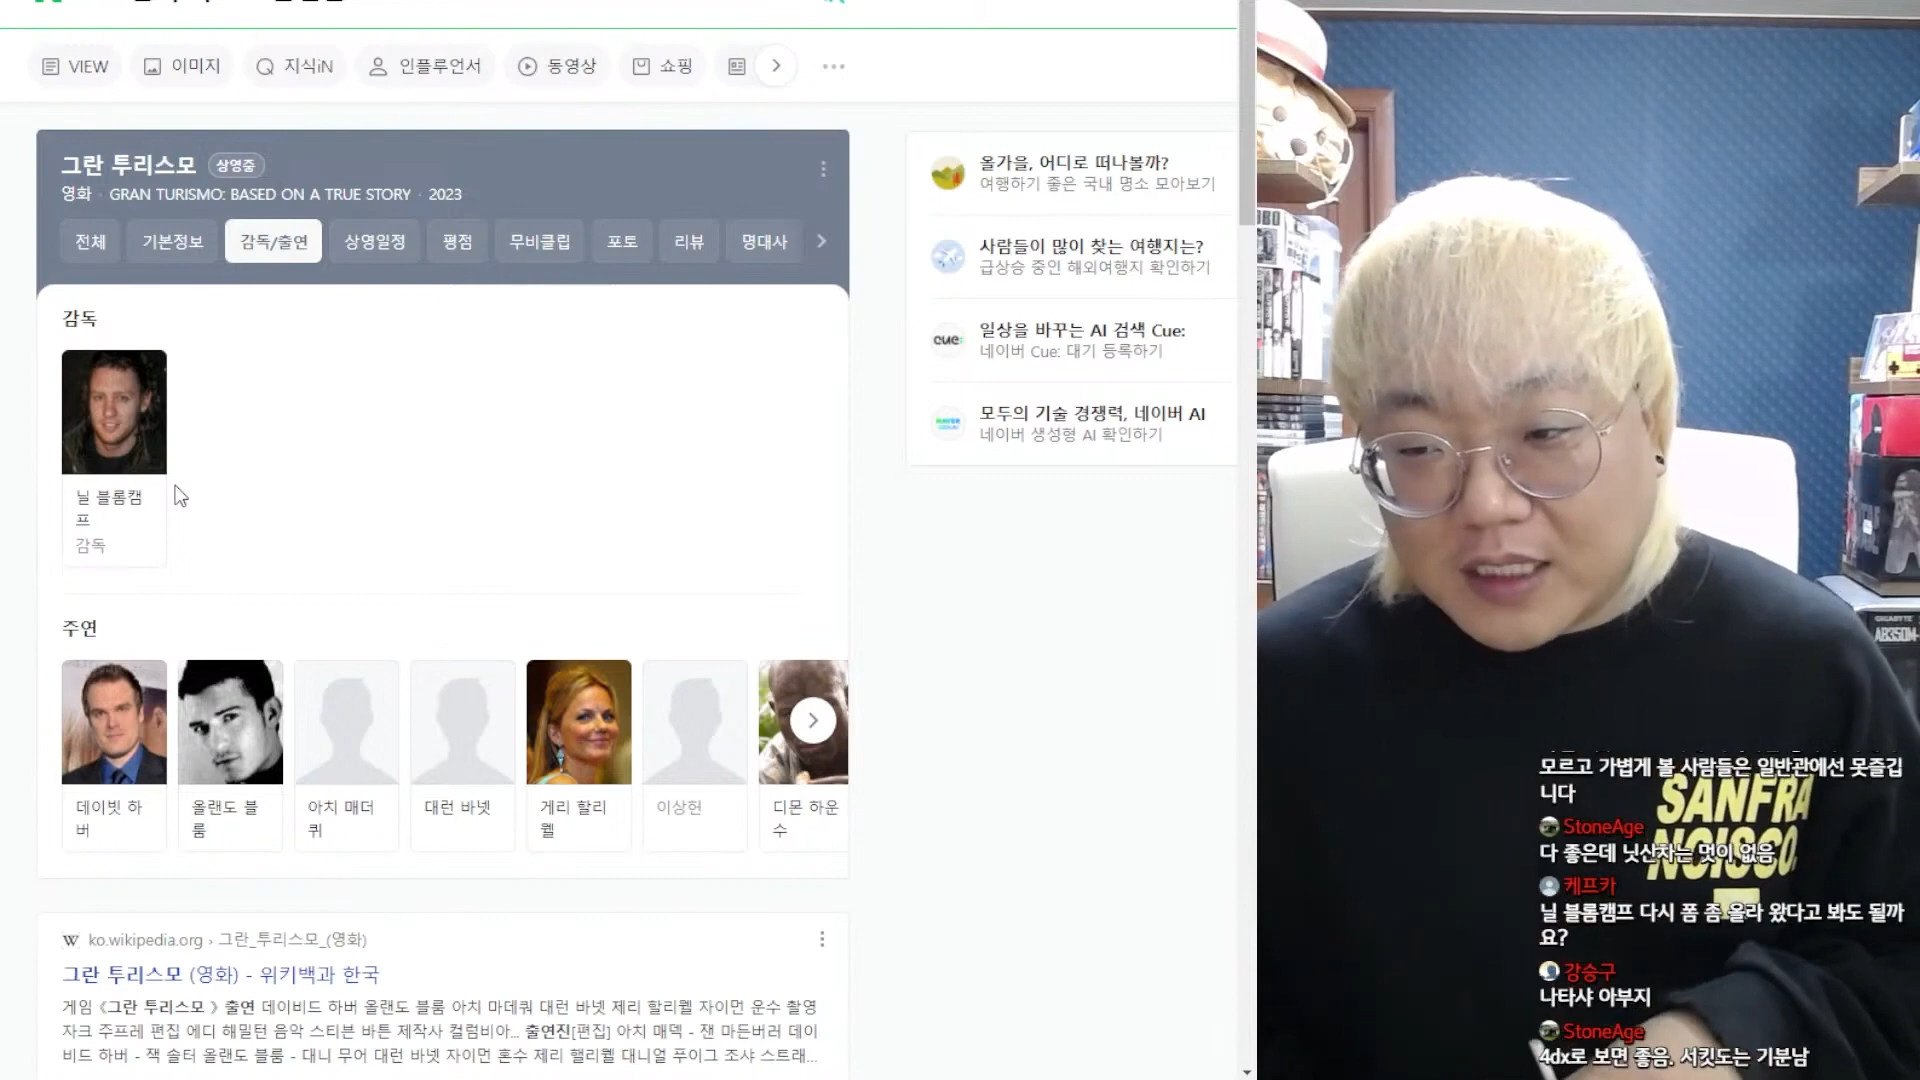 VIEW
이미지
지식iN
인플루언서
동영상
쇼핑
그란 투리스모 상영중
영화 · GRAN TURISMO: BASED ON A TRUE STORY · 2023
전체
기본정보
감독/출연
상영일정
평점
무비클립
포토
리뷰
명대사
감독
닐 블롬캠
프
감독
주연
데이빗 하
버
올랜도 블
룸
아치 매더
퀴
대런 바넷
게리 할리
웰
이상헌
디몬 하운
수
W ko.wikipedia.org › 그란_투리스모_(영화)
그란 투리스모 (영화) - 위키백과 한국
게임 《그란 투리스모 》 출연 데이비드 하버 올랜도 블룸 아치 마데쿼 대런 바넷 제리 할리웰 자이먼 운수 촬영
자크 주프레 편집 에디 해밀턴 음악 스티븐 바튼 제작사 컬럼비아... 출연진[편집] 아치 매덱 - 잰 마든버러 데이
비드 하버 - 잭 솔터 올랜도 블룸 - 대니 무어 대런 바넷 자이먼 혼수 제리 핼리웰 대니얼 푸이그 조샤 스트래...
올가을, 어디로 떠나볼까?
여행하기 좋은 국내 명소 모아보기
사람들이 많이 찾는 여행지는?
급상승 중인 해외여행지 확인하기
cue:
일상을 바꾸는 AI 검색 Cue:
네이버 Cue: 대기 등록하기
모두의 기술 경쟁력, 네이버 AI
네이버 생성형 AI 확인하기
GIGABYTE
AB350M-
SANFRA
NCISCO,
모르고 가볍게 볼 사람들은 일반관에선 못즐깁
니다
StoneAge
다 좋은데 닛산차는 멋이 없음
케프카
닐 블롬캠프 다시 폼 좀 올라 왔다고 봐도 될까
요?
강승구
나타샤 아부지
StoneAge
4dx로 보면 좋음. 서킷도는 기분남